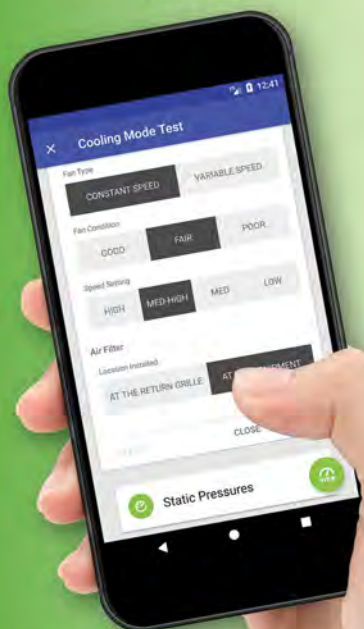 12:41
× Cooling Mode Test
Fan Type
CONSTANT SPEED VARIABLE SPEED
Fan Condition
GOOD FAIR POOR
Speed Setting
HIGH MED-HIGH MED LOW
Air Filter
Location Installed
AT THE RETURN GRILLE AT
CLOSE
Static Pressures